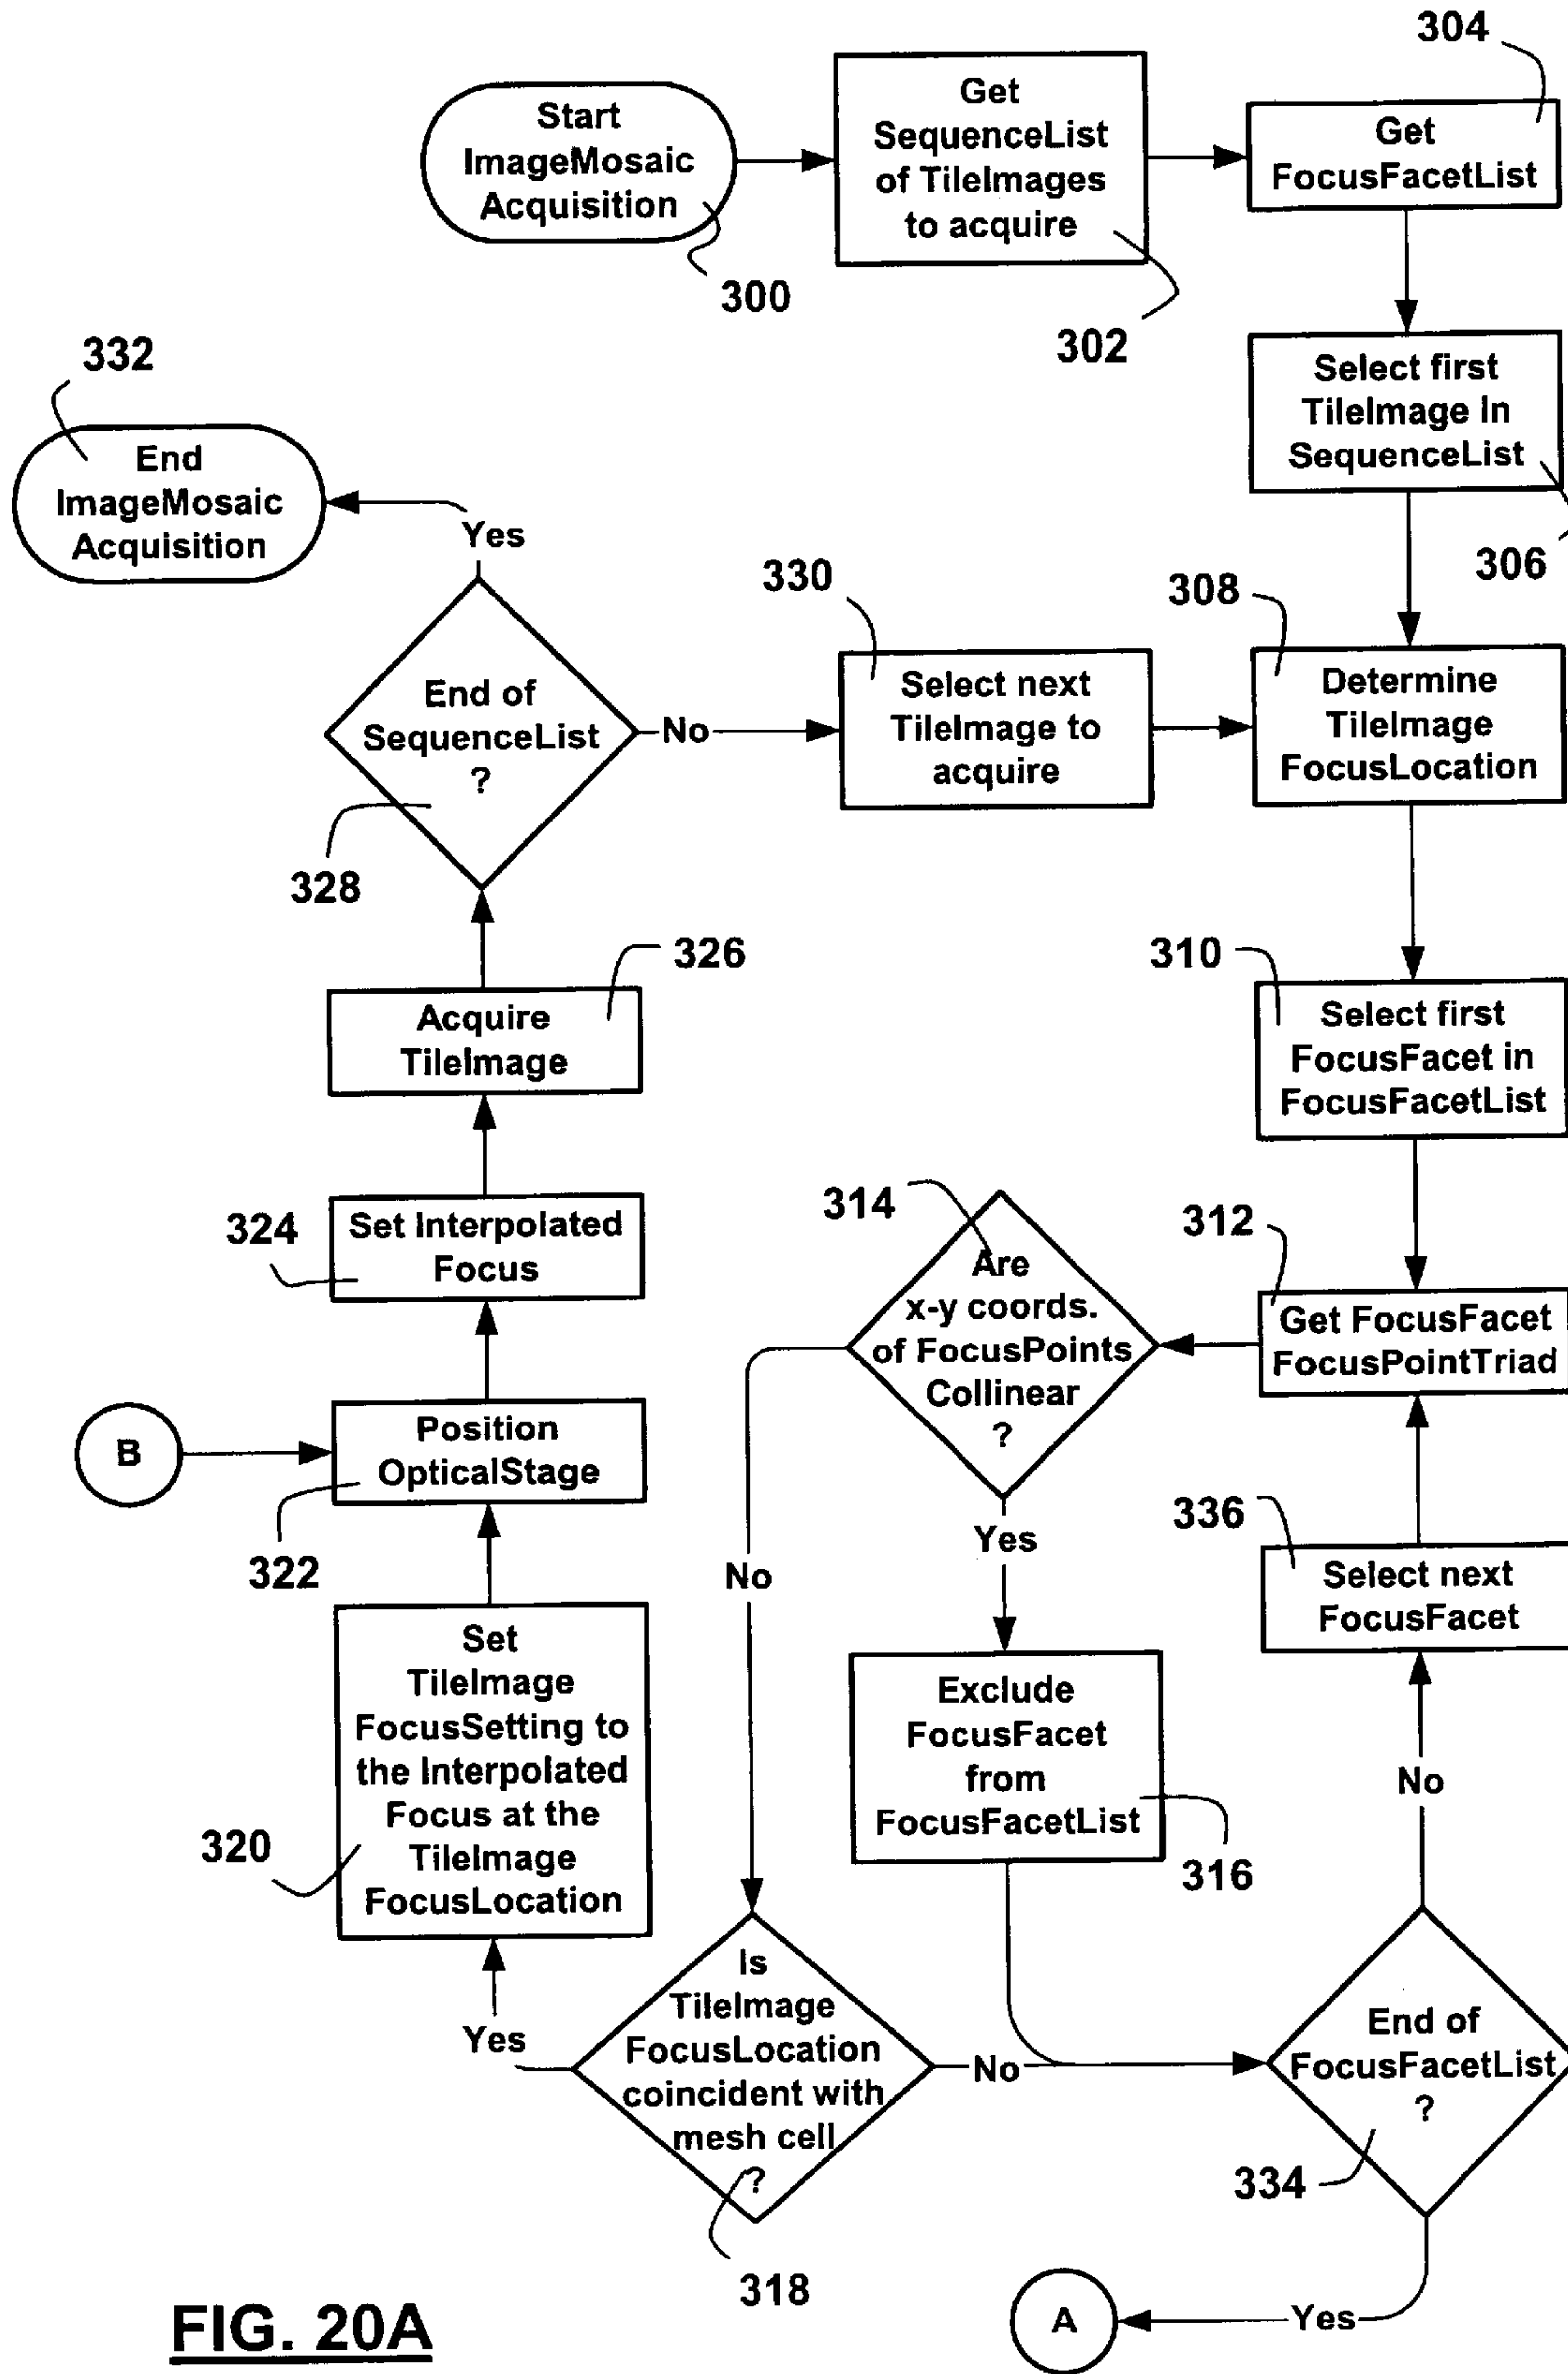 304
Start
ImageMosaic
Acquisition
300
Get
SequenceList
of TileImages
to acquire
302
Get
FocusFacetList
Select first
TileImage In
SequenceList
306
332
End
ImageMosaic
Acquisition
Yes
End of
SequenceList
?
328
No
330
Select next
TileImage to
acquire
308
Determine
TileImage
FocusLocation
326
Acquire
TileImage
310
Select first
FocusFacet in
FocusFacetList
324
Set Interpolated
Focus
314
Are
x-y coords.
of FocusPoints
Collinear
?
312
Get FocusFacet
FocusPointTriad
B
Position
OpticalStage
322
No
Yes
336
Select next
FocusFacet
Set
TileImage
FocusSetting to
the Interpolated
Focus at the
TileImage
FocusLocation
320
Exclude
FocusFacet
from
FocusFacetList
316
No
Yes
Is
TileImage
FocusLocation
coincident with
mesh cell
?
318
No
End of
FocusFacetList
?
334
A
Yes
FIG. 20A